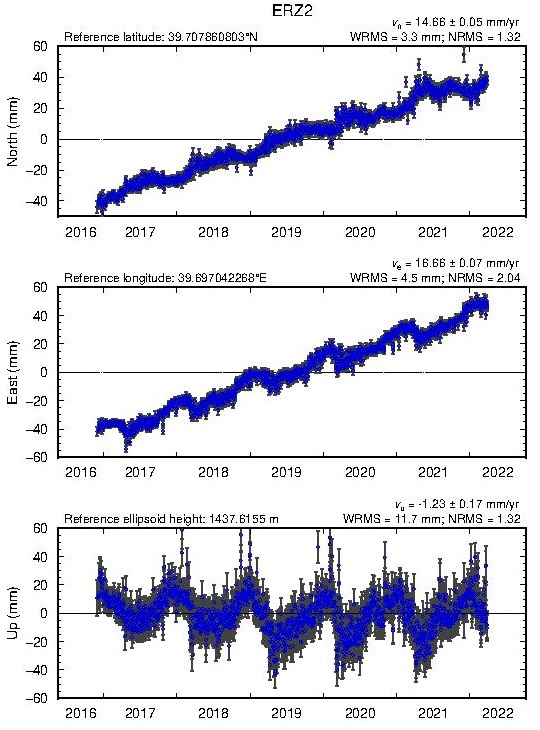 ERZ2
vn = 14.66 ± 0.05 mm/yr
Reference latitude: 39.707860803°N WRMS = 3.3 mm; NRMS = 1.32
60
40
20
0
−20
−40
North (mm)
2016 2017 2018 2019 2020 2021 2022
ve = 16.66 ± 0.07 mm/yr
Reference longitude: 39.697042268°E WRMS = 4.5 mm; NRMS = 2.04
60
40
20
0
−20
−40
−60
East (mm)
2016 2017 2018 2019 2020 2021 2022
vu = -1.23 ± 0.17 mm/yr
Reference ellipsoid height: 1437.6155 m WRMS = 11.7 mm; NRMS = 1.32
60
40
20
0
−20
−40
−60
Up (mm)
2016 2017 2018 2019 2020 2021 2022